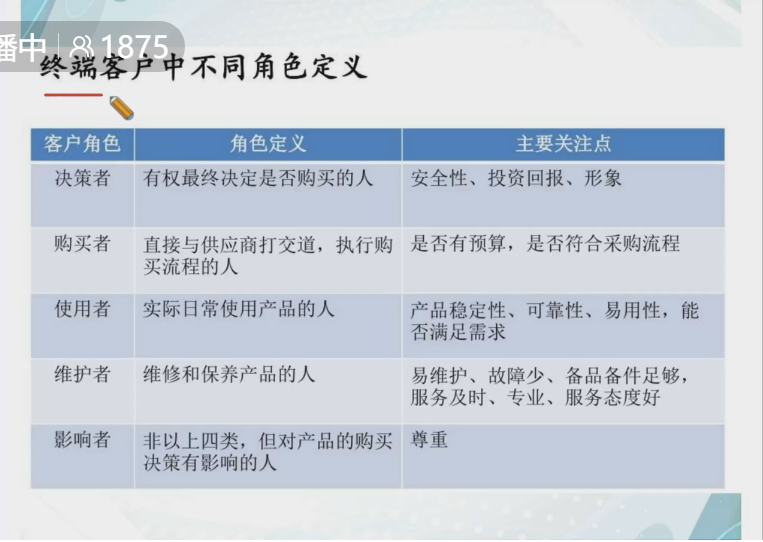 播中 1875
终端客户中不同角色定义
客户角色 角色定义 主要关注点
决策者 有权最终决定是否购买的人 安全性、投资回报、形象
购买者 直接与供应商打交道，执行购 是否有预算，是否符合采购流程
买流程的人
使用者 实际日常使用产品的人 产品稳定性、可靠性、易用性，能
否满足需求
维护者 维修和保养产品的人 易维护、故障少、备品备件足够，
服务及时、专业、服务态度好
影响者 非以上四类，但对产品的购买 尊重
决策有影响的人